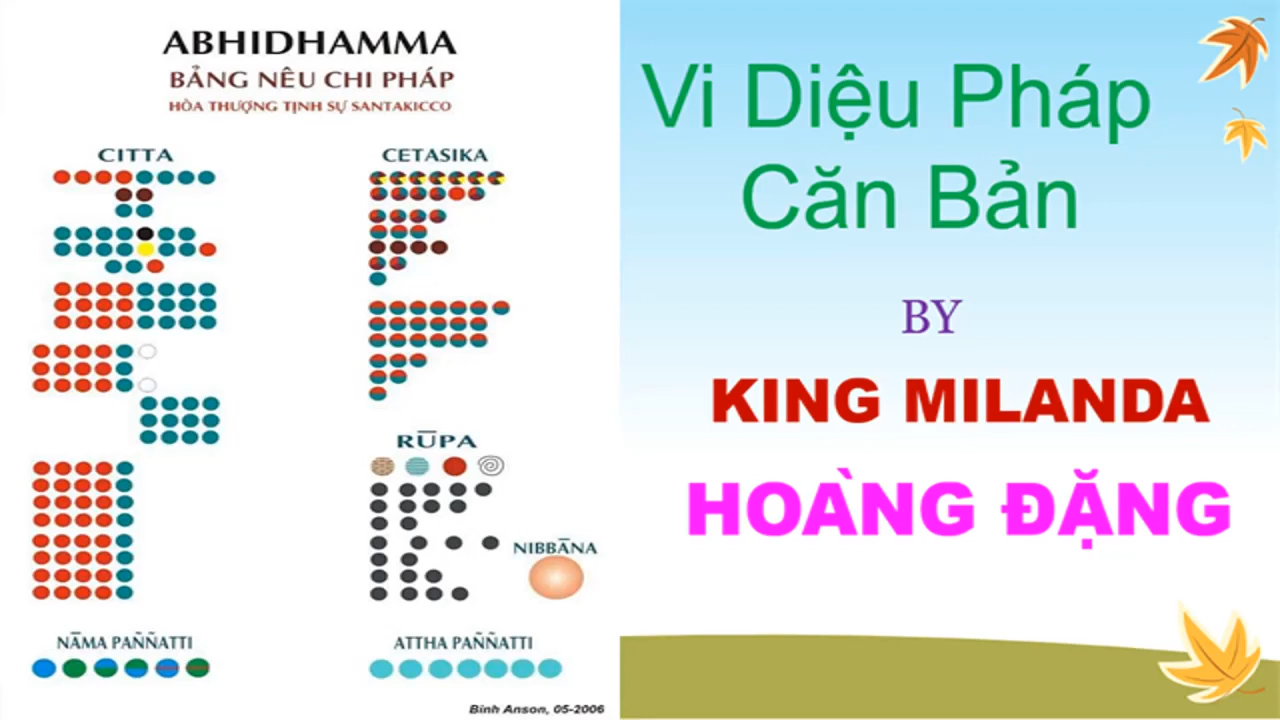 ABHIDHAMMA
BẢNG NÊU CHI PHÁP
HÒA THƯỢNG TỊNH SỰ SANTAKICCO
CITTA
CETASIKA
RŪPA
NIBBĀNA
NĀMA PAÑÑATTI
ATTHA PAÑÑATTI
Bình Anson, 05-2006
Vi Diệu Pháp
Căn Bản
BY
KING MILANDA
HOÀNG ĐẶNG